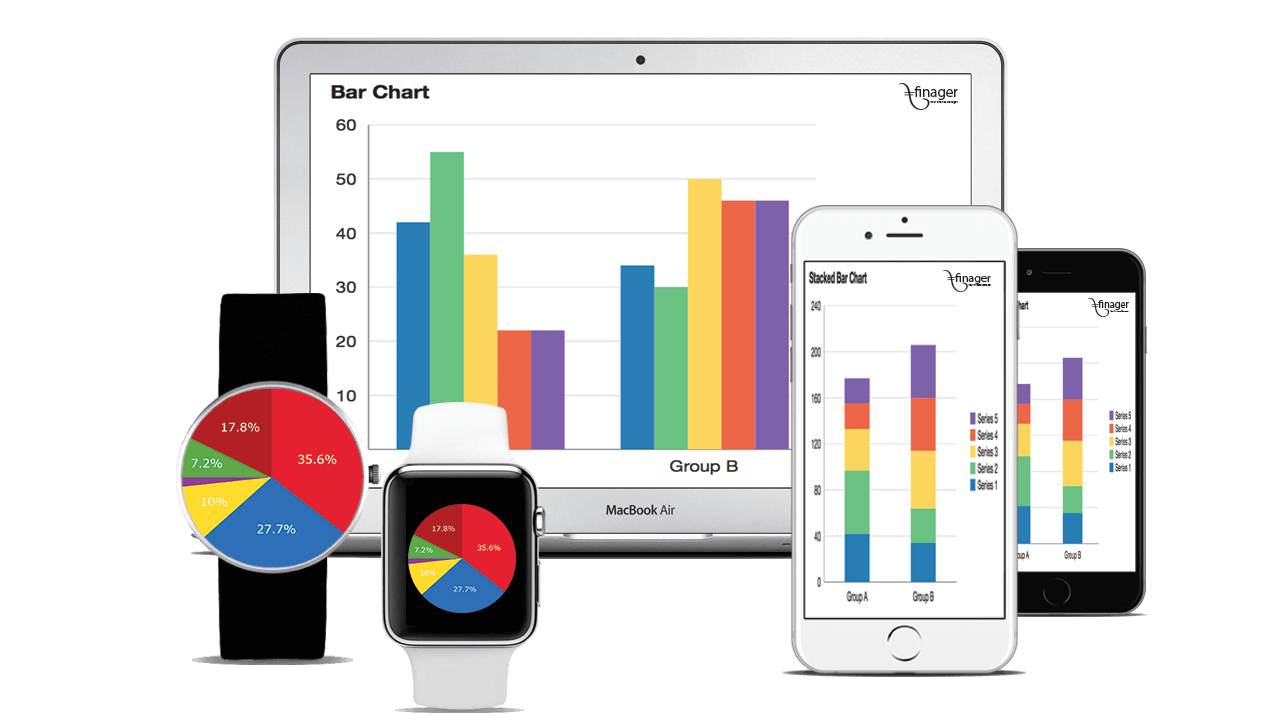 Bar Chart
finager
60
50
40
30
20
10
Group B
MacBook Air
17.8%
35.6%
7.2%
10%
27.7%
17.8%
35.6%
7.2%
10%
27.7%
Stacked Bar Chart
finager
240
200
160
120
80
40
0
Series 5
Series 4
Series 3
Series 2
Series 1
Group A
Group B
hart
finager
Series 5
Series 4
Series 3
Series 2
Series 1
up A
Group B